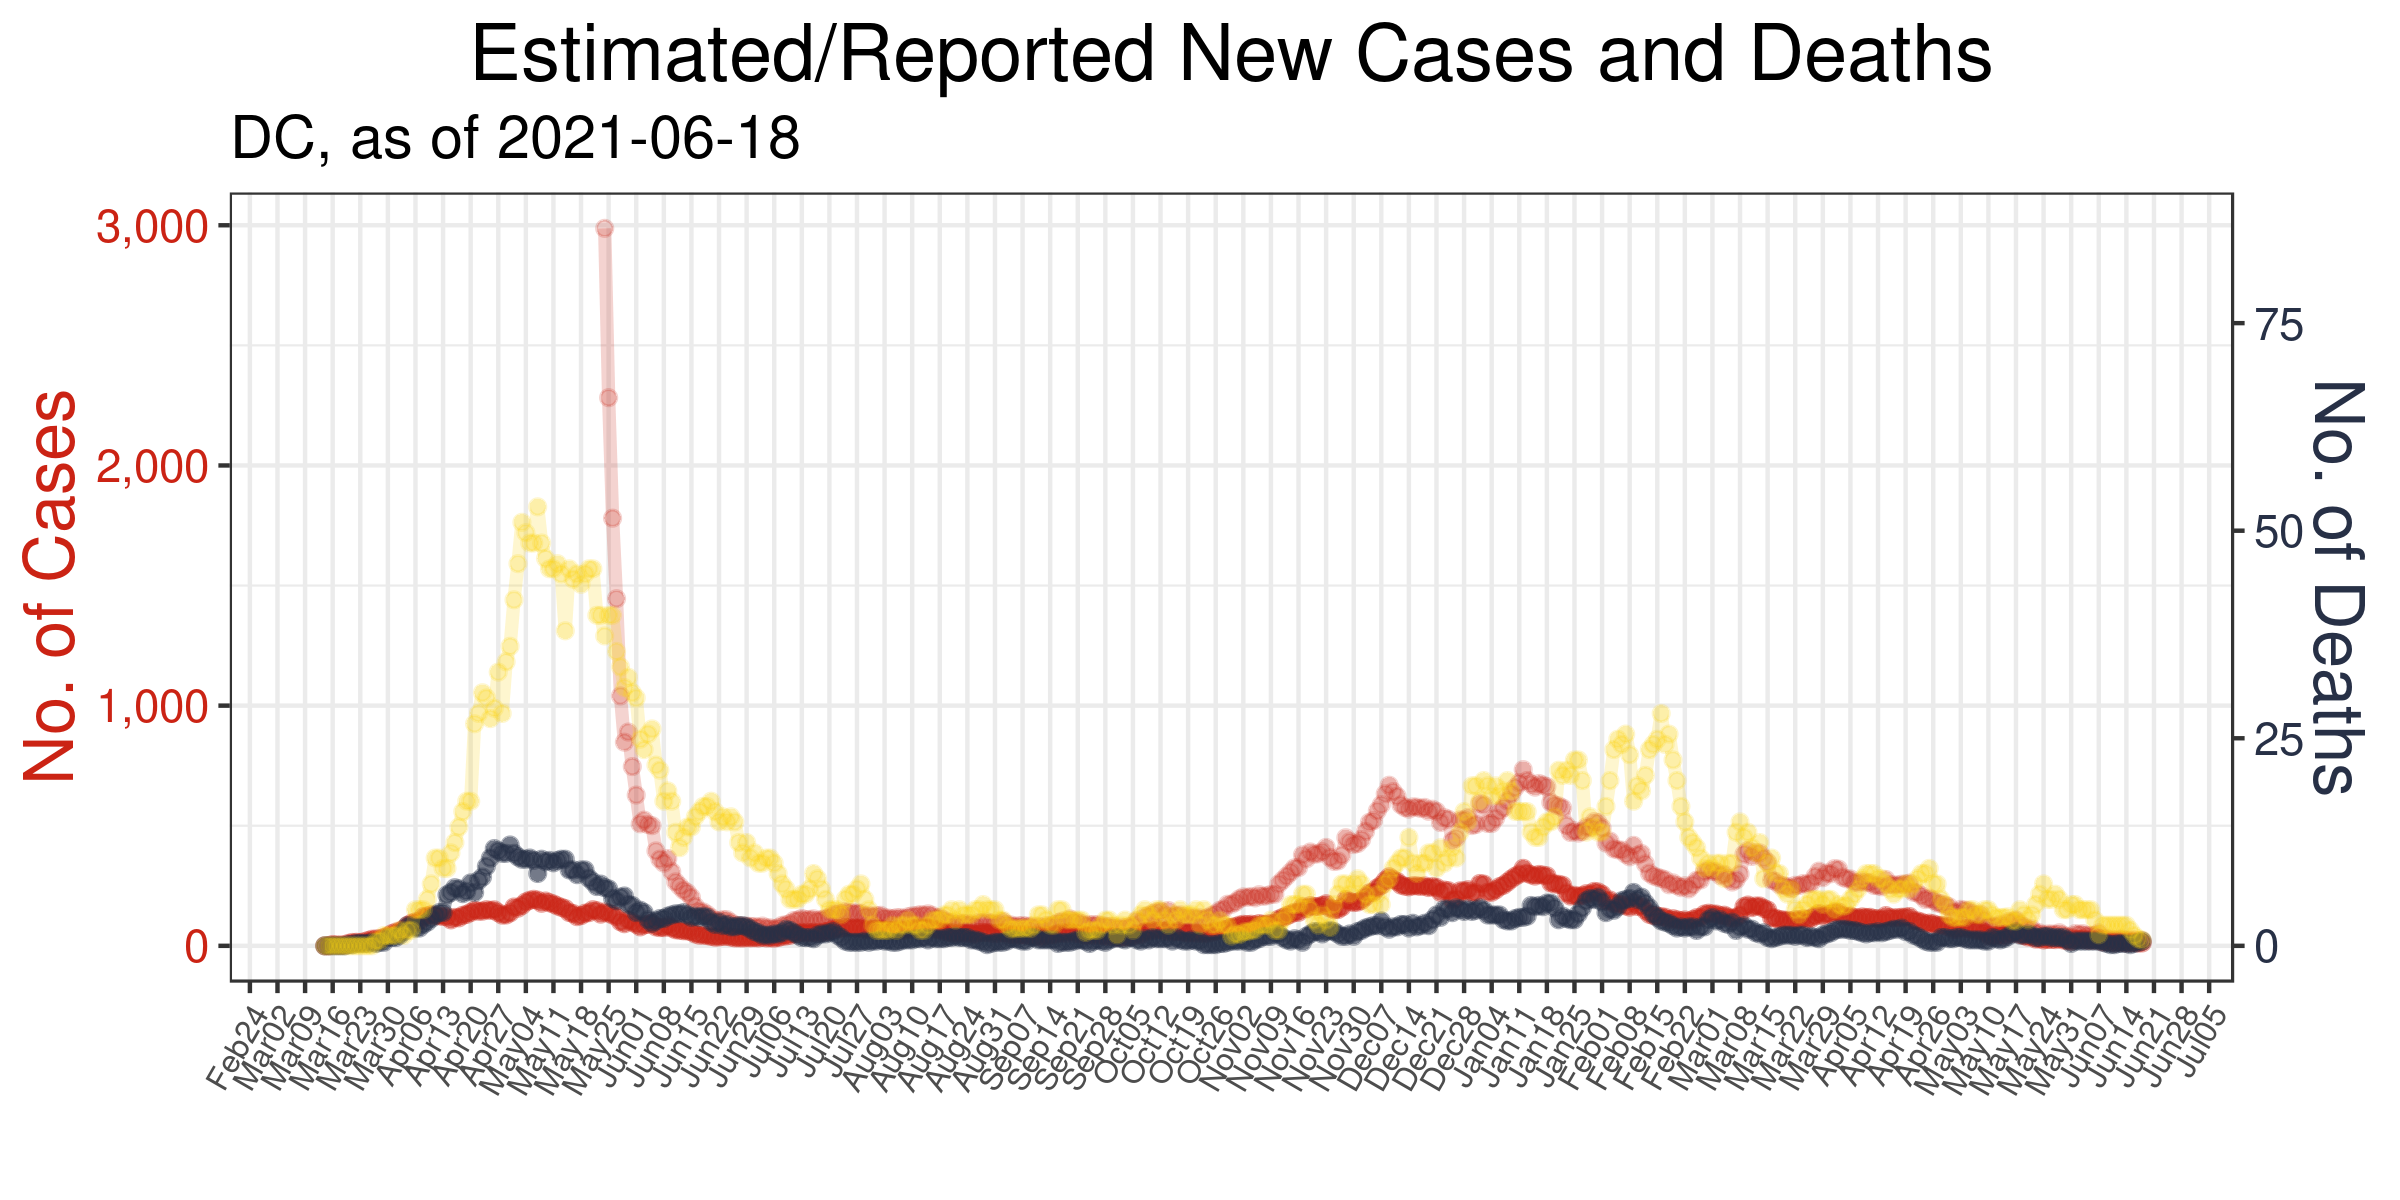 Estimated/Reported New Cases and Deaths
DC, as of 2021-06-18
No. of Cases
3,000
2,000
1,000
0
75
50
25
0
No. of Deaths
Feb24
Mar02
Mar09
Mar16
Mar23
Mar30
Apr06
Apr13
Apr20
Apr27
May04
May11
May18
May25
Jun01
Jun08
Jun15
Jun22
Jun29
Jul06
Jul13
Jul20
Jul27
Aug03
Aug10
Aug17
Aug24
Aug31
Sep07
Sep14
Sep21
Sep28
Oct05
Oct12
Oct19
Oct26
Nov02
Nov09
Nov16
Nov23
Nov30
Dec07
Dec14
Dec21
Dec28
Jan04
Jan11
Jan18
Jan25
Feb01
Feb08
Feb15
Feb22
Mar01
Mar08
Mar15
Mar22
Mar29
Apr05
Apr12
Apr19
Apr26
May03
May10
May17
May24
May31
Jun07
Jun14
Jun21
Jun28
Jul05